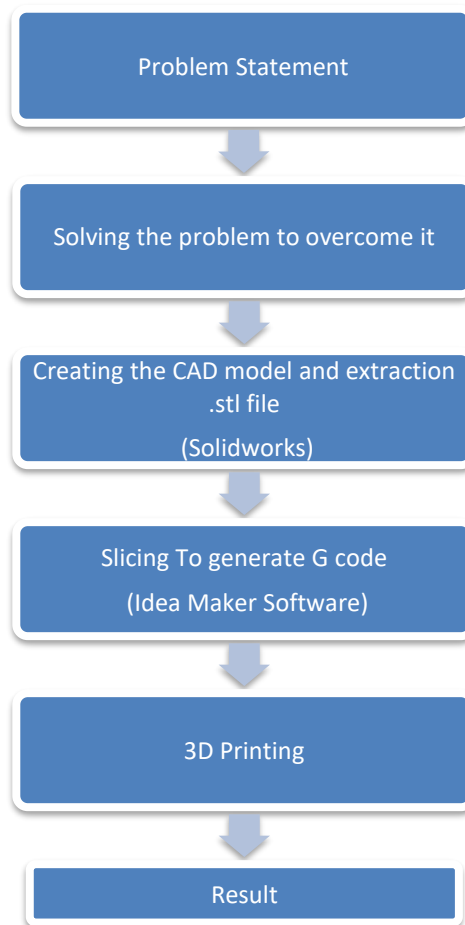 Problem Statement
Solving the problem to overcome it
Creating the CAD model and extraction
.stl file
(Solidworks)
Slicing To generate G code
(Idea Maker Software)
3D Printing
Result